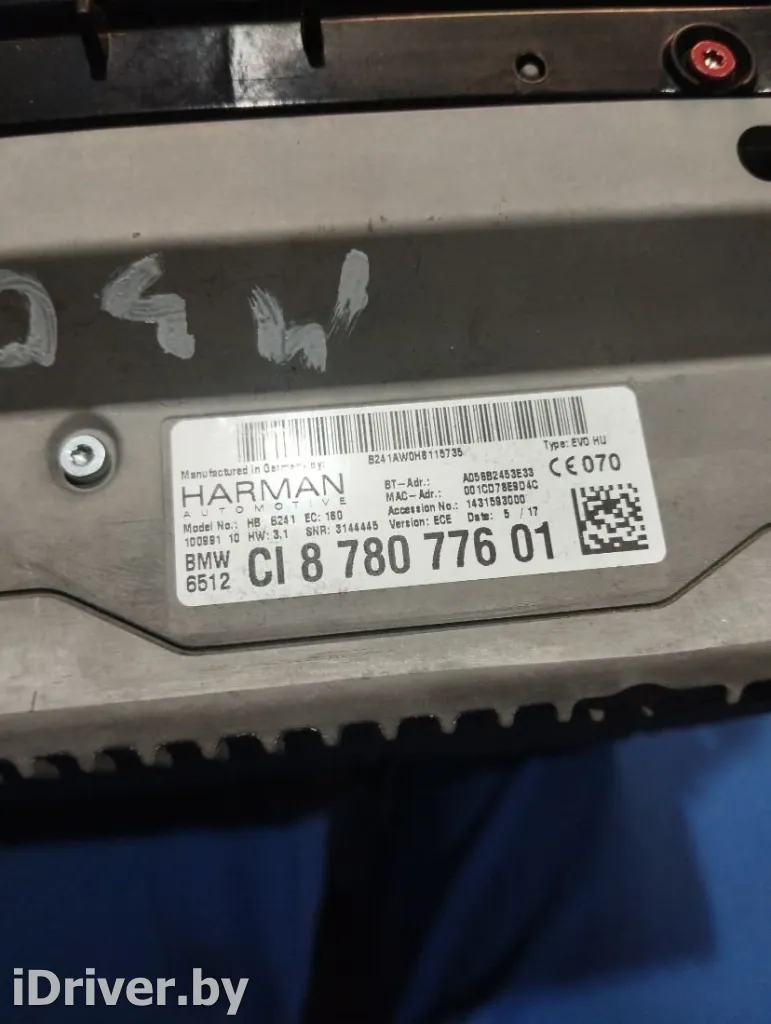 B241AW0H8115735
Manufactured in Germany by:
Type: EVO HU
HARMAN
AUTOMOTIVE
BT-Adr.: A056B2453E33
MAC-Adr.: 001CD78E9D4C
CE 070
Model No.: HB B241 EC: 160
Accession No.: 1431593000
100991 10 HW: 3.1 SNR: 3144445 Version: ECE Date: 5 / 17
BMW
6512
CI 8 780 776 01
iDriver.by